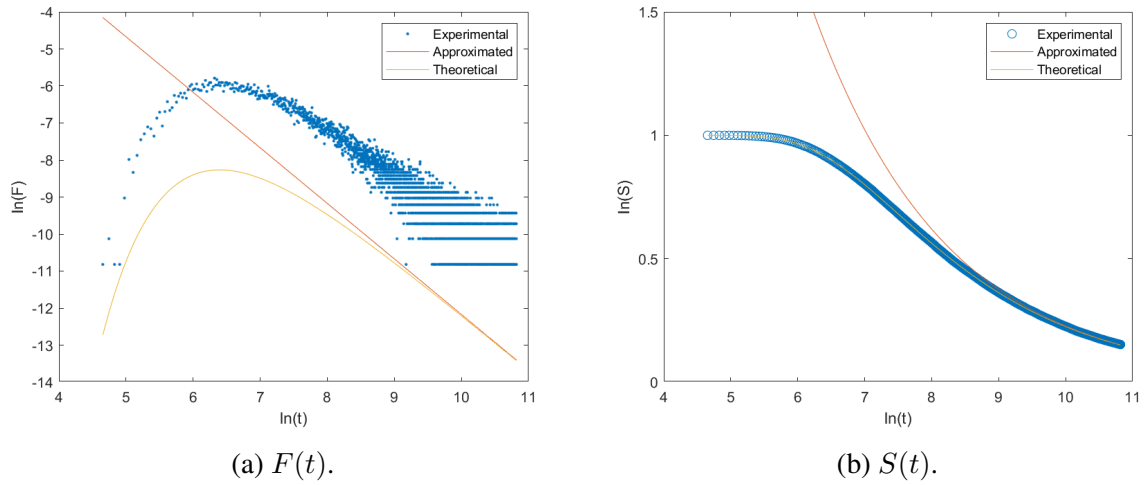 -4
-5
-6
-7
-8
-9
-10
-11
-12
-13
-14
4
5
6
7
8
9
10
11
ln(t)
ln(F)
Experimental
Approximated
Theoretical
(a) F(t).
1.5
1
0.5
0
4
5
6
7
8
9
10
11
ln(t)
ln(S)
Experimental
Approximated
Theoretical
(b) S(t).